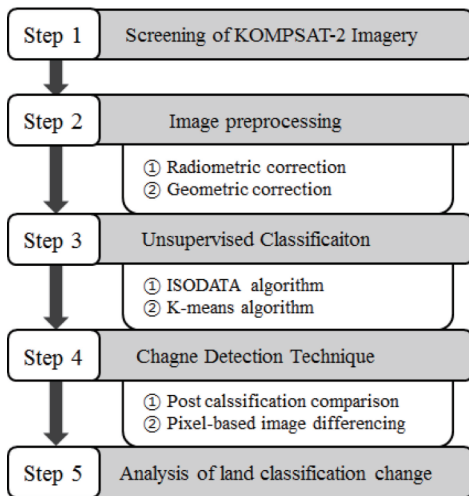 Step 1 Screening of KOMPSAT-2 Imagery
Step 2 Image preprocessing
① Radiometric correction
② Geometric correction
Step 3 Unsupervised Classificaiton
① ISODATA algorithm
② K-means algorithm
Step 4 Chagne Detection Technique
① Post calssification comparison
② Pixel-based image differencing
Step 5 Analysis of land classification change